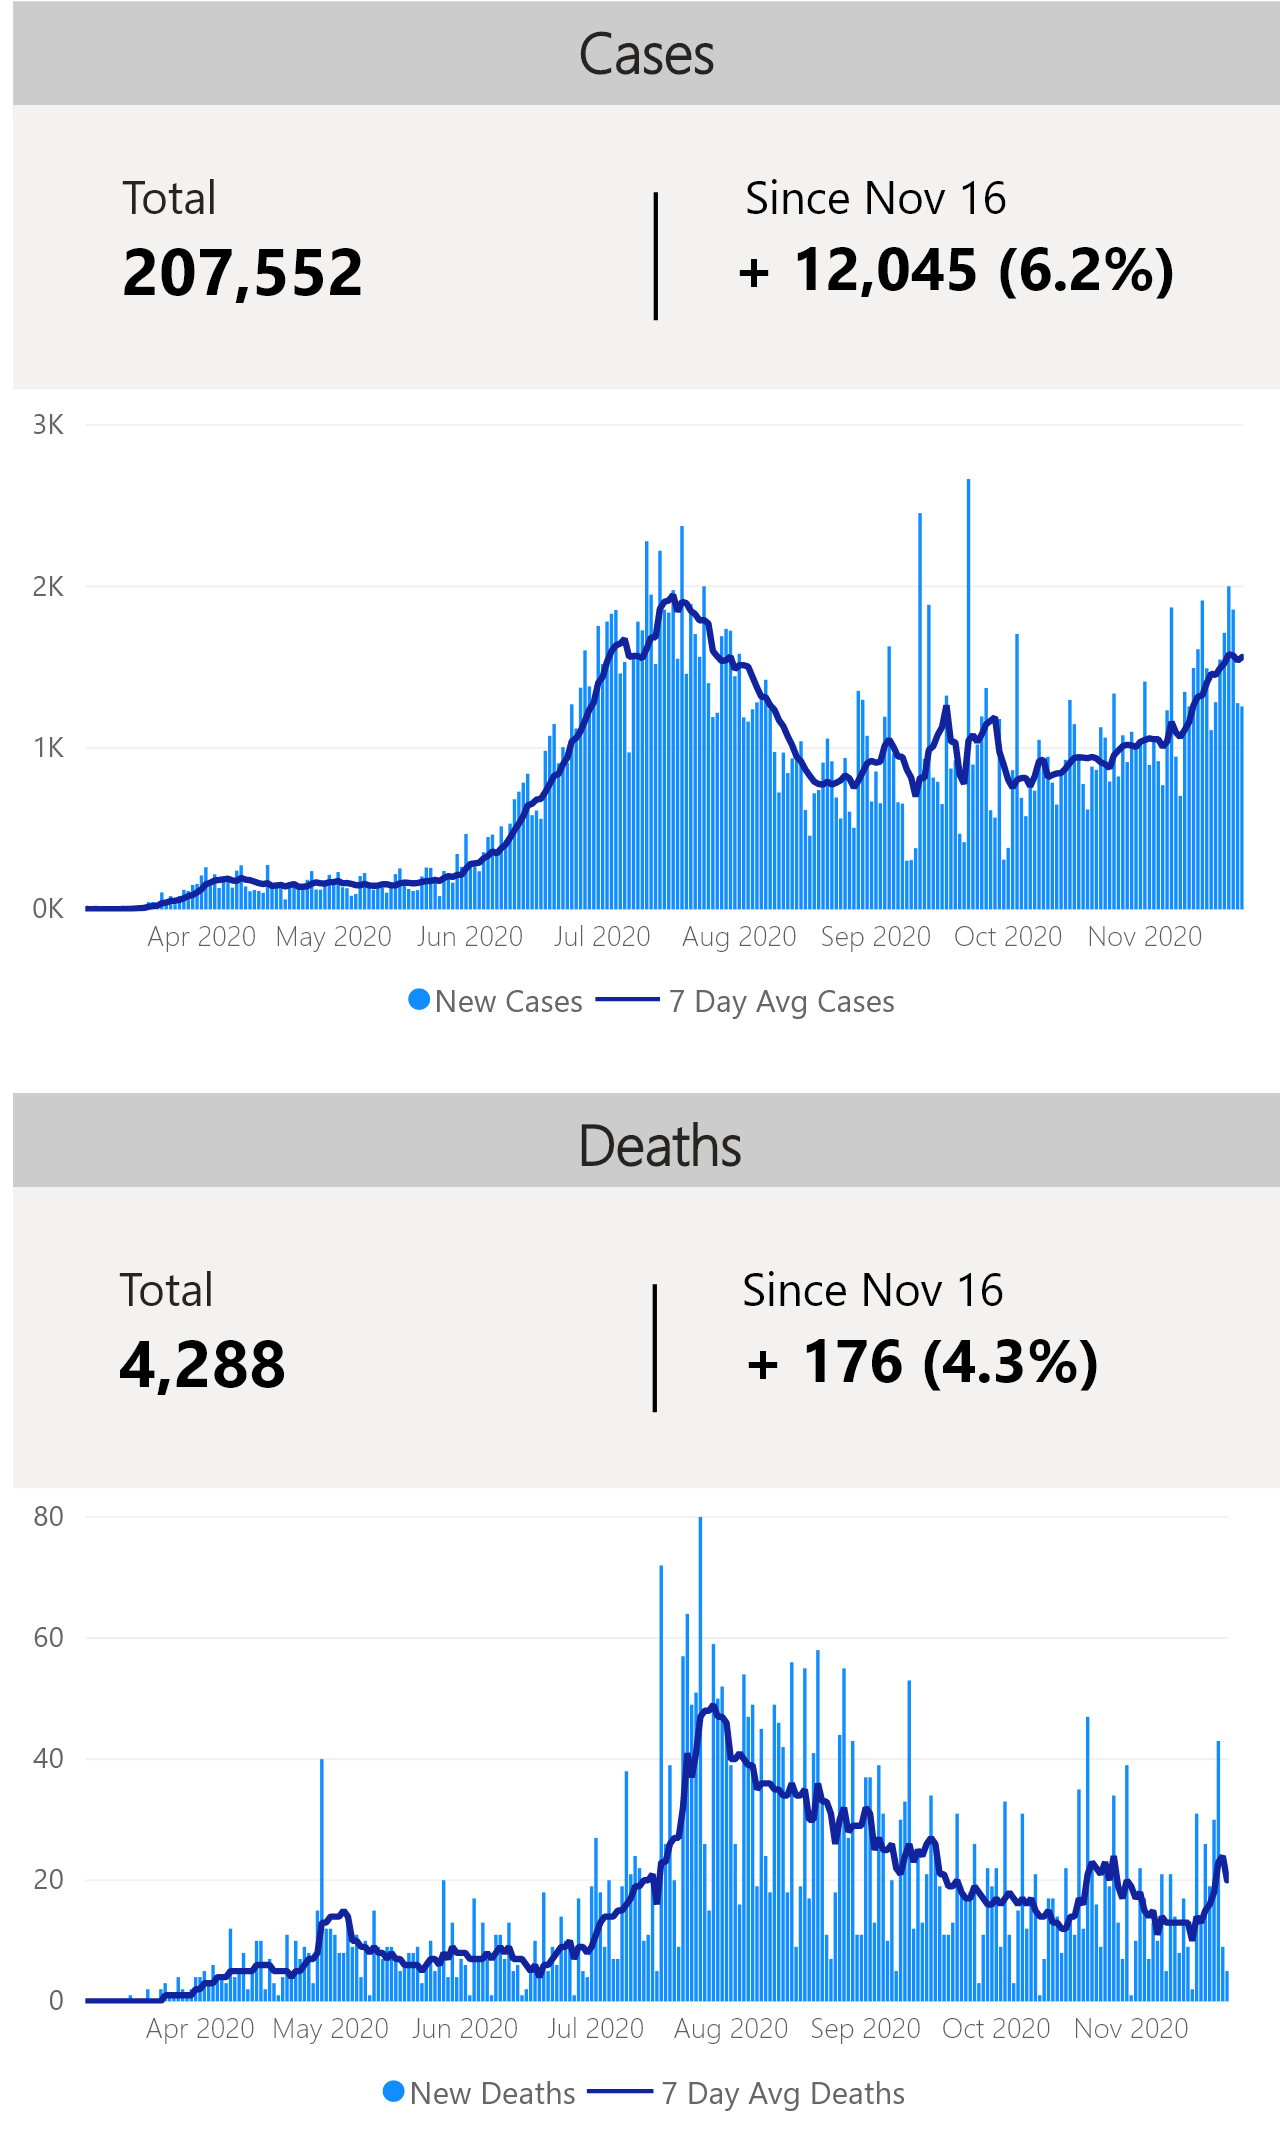 Cases
Total
Since Nov 16
207,552
+ 12,045 (6.2%)
3K
2K
1K
0K
Apr 2020 May 2020 Jun 2020 Jul 2020 Aug 2020 Sep 2020 Oct 2020 Nov 2020
New Cases 7 Day Avg Cases
Deaths
Total
Since Nov 16
4,288
+ 176 (4.3%)
80
60
40
20
0
Apr 2020 May 2020 Jun 2020 Jul 2020 Aug 2020 Sep 2020 Oct 2020 Nov 2020
New Deaths 7 Day Avg Deaths